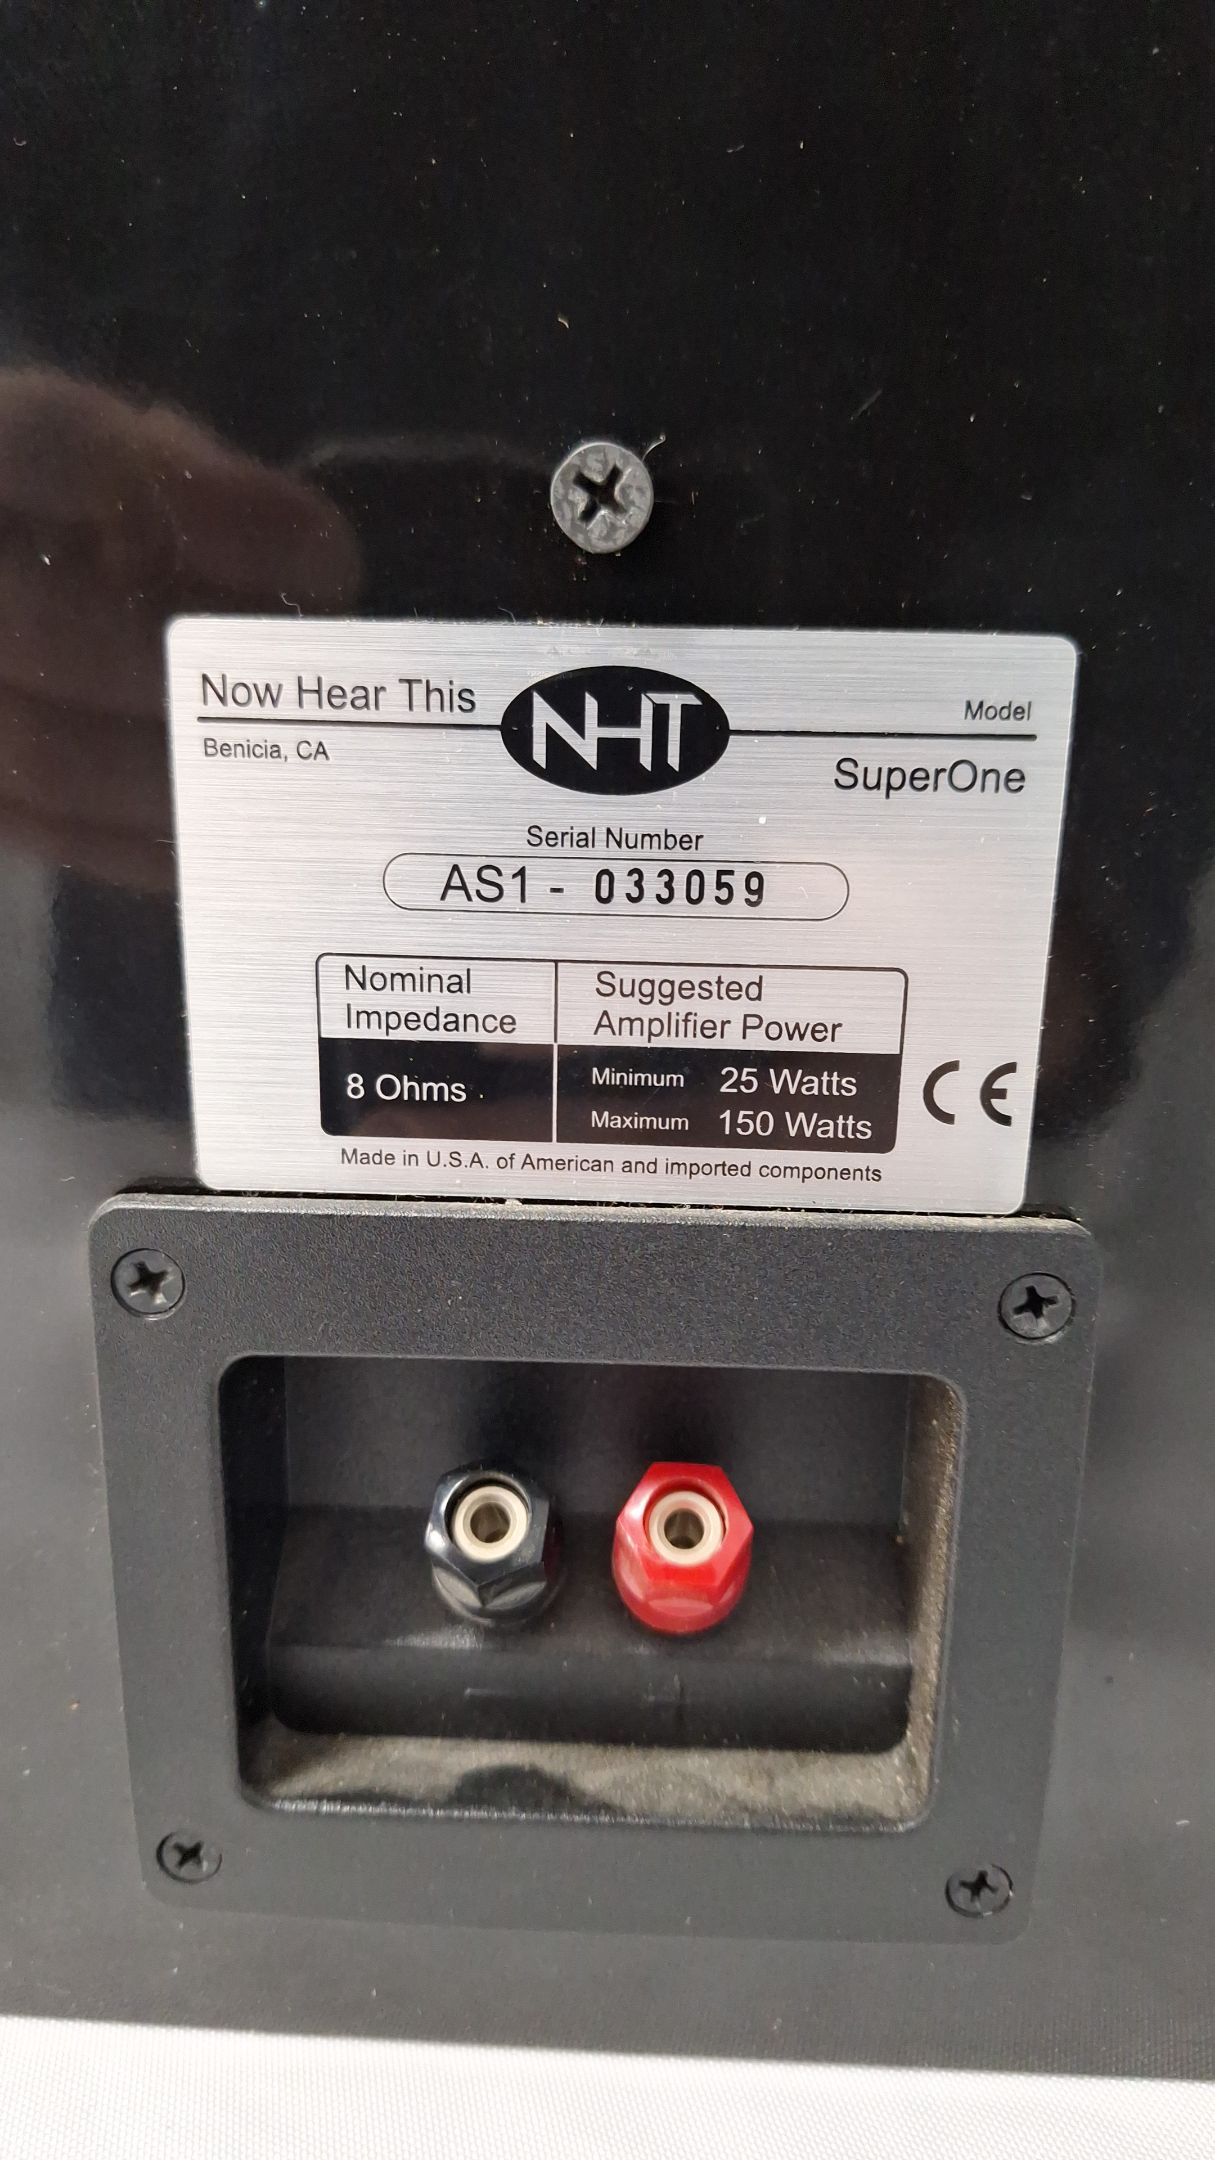 Now Hear This
NHT
Model
Benicia, CA
SuperOne
Serial Number
AS1 - 033059
Nominal Impedance
Suggested Amplifier Power
8 Ohms
Minimum 25 Watts
Maximum 150 Watts
CE
Made in U.S.A. of American and imported components
- +